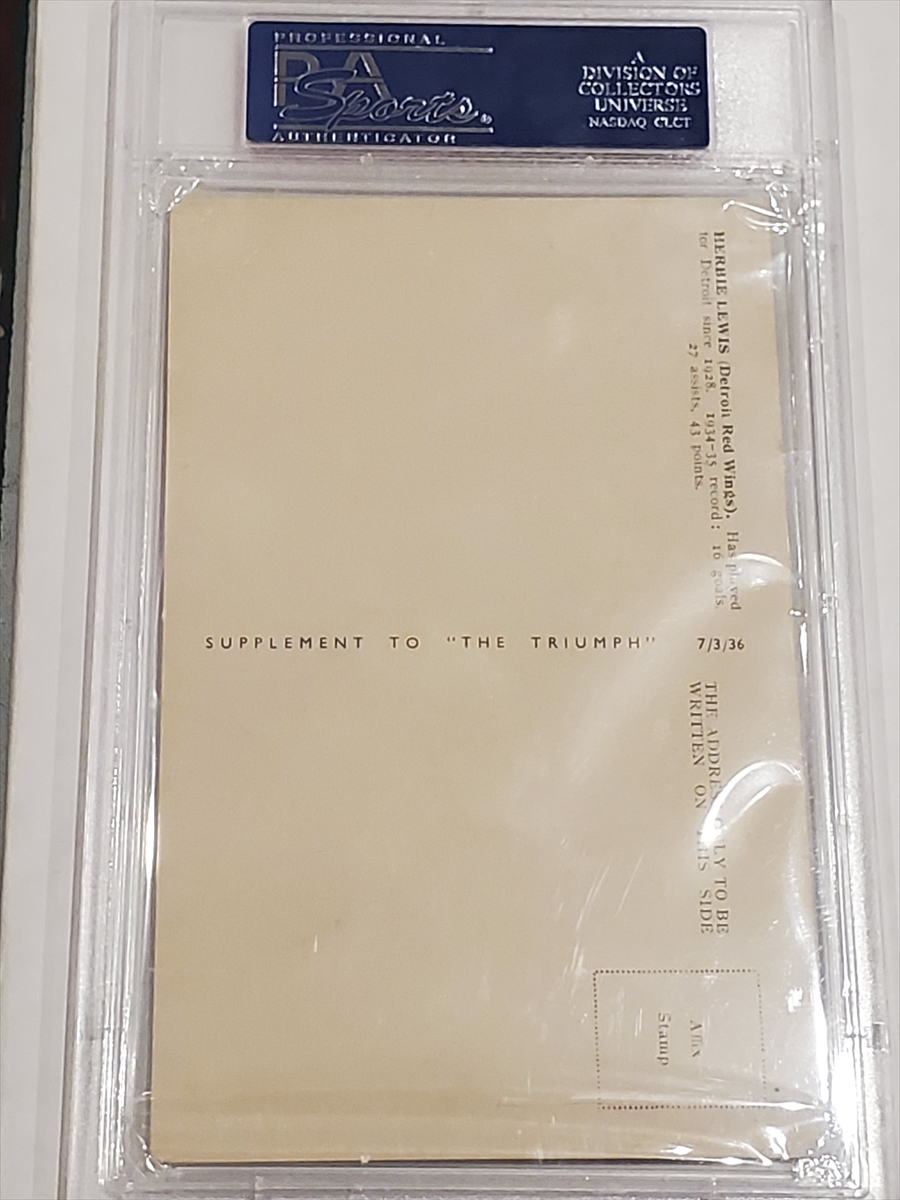 PROFESSIONAL
PSA
Sports®
AUTHENTICATOR
A
DIVISION OF
COLLECTORS
UNIVERSE
NASDAQ CLCT
HERBIE LEWIS (Detroit Red Wings). Has played
for Detroit since 1928. 1934-35 record: 16 goals,
27 assists, 43 points.
SUPPLEMENT TO "THE TRIUMPH" 7/3/36
THE ADDRESS ONLY TO BE
WRITTEN ON THIS SIDE
Affix
Stamp